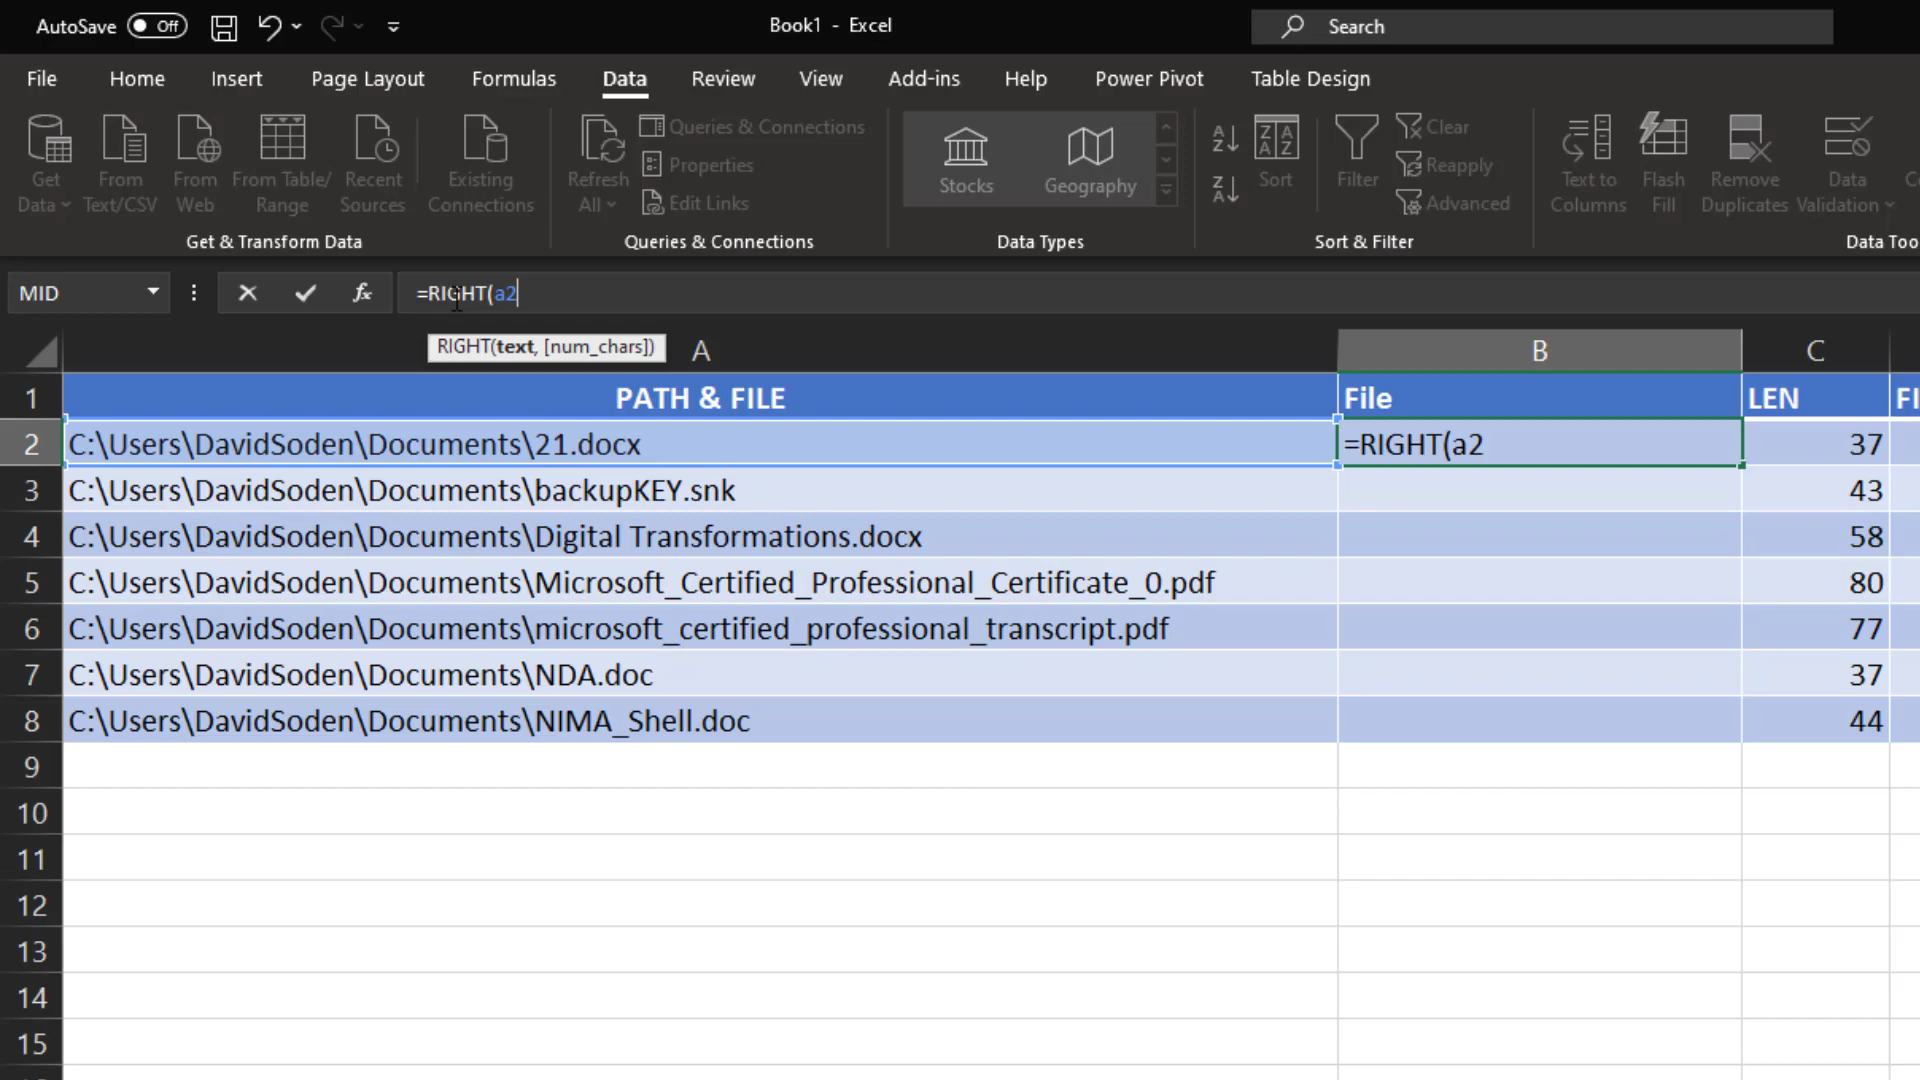 AutoSave Off Book1 - Excel Search
File Home Insert Page Layout Formulas Data Review View Add-ins Help Power Pivot Table Design
Get Data From Text/CSV From Web From Table/ Range Recent Sources Existing Connections
Get & Transform Data
Refresh All Queries & Connections Properties Edit Links
Queries & Connections
Stocks Geography
Data Types
Sort Filter Clear Reapply Advanced
Sort & Filter
Text to Columns Flash Fill Remove Duplicates Data Validation
Data Too
MID fx =RIGHT(a2
RIGHT(text, [num_chars])
A B C
1 PATH & FILE File LEN FI
2 C:\Users\DavidSoden\Documents\21.docx =RIGHT(a2 37
3 C:\Users\DavidSoden\Documents\backupKEY.snk 43
4 C:\Users\DavidSoden\Documents\Digital Transformations.docx 58
5 C:\Users\DavidSoden\Documents\Microsoft_Certified_Professional_Certificate_0.pdf 80
6 C:\Users\DavidSoden\Documents\microsoft_certified_professional_transcript.pdf 77
7 C:\Users\DavidSoden\Documents\NDA.doc 37
8 C:\Users\DavidSoden\Documents\NIMA_Shell.doc 44
9
10
11
12
13
14
15